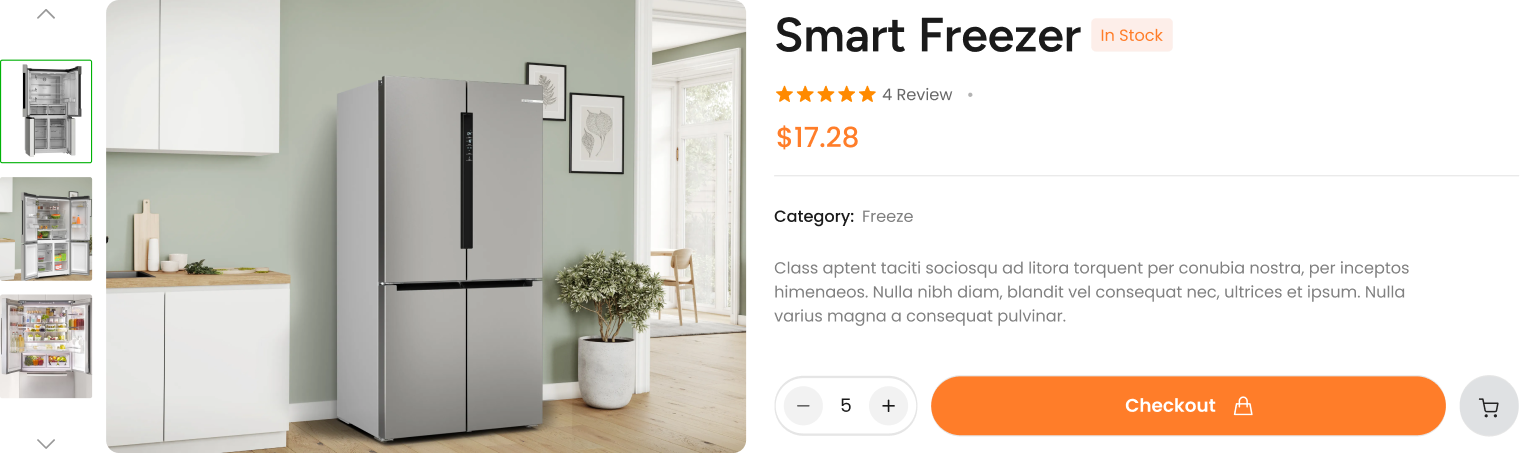 Smart Freezer
In Stock
4 Review
$17.28
Category: Freeze
Class aptent taciti sociosqu ad litora torquent per conubia nostra, per inceptos
himenaeos. Nulla nibh diam, blandit vel consequat nec, ultrices et ipsum. Nulla
varius magna a consequat pulvinar.
5
Checkout